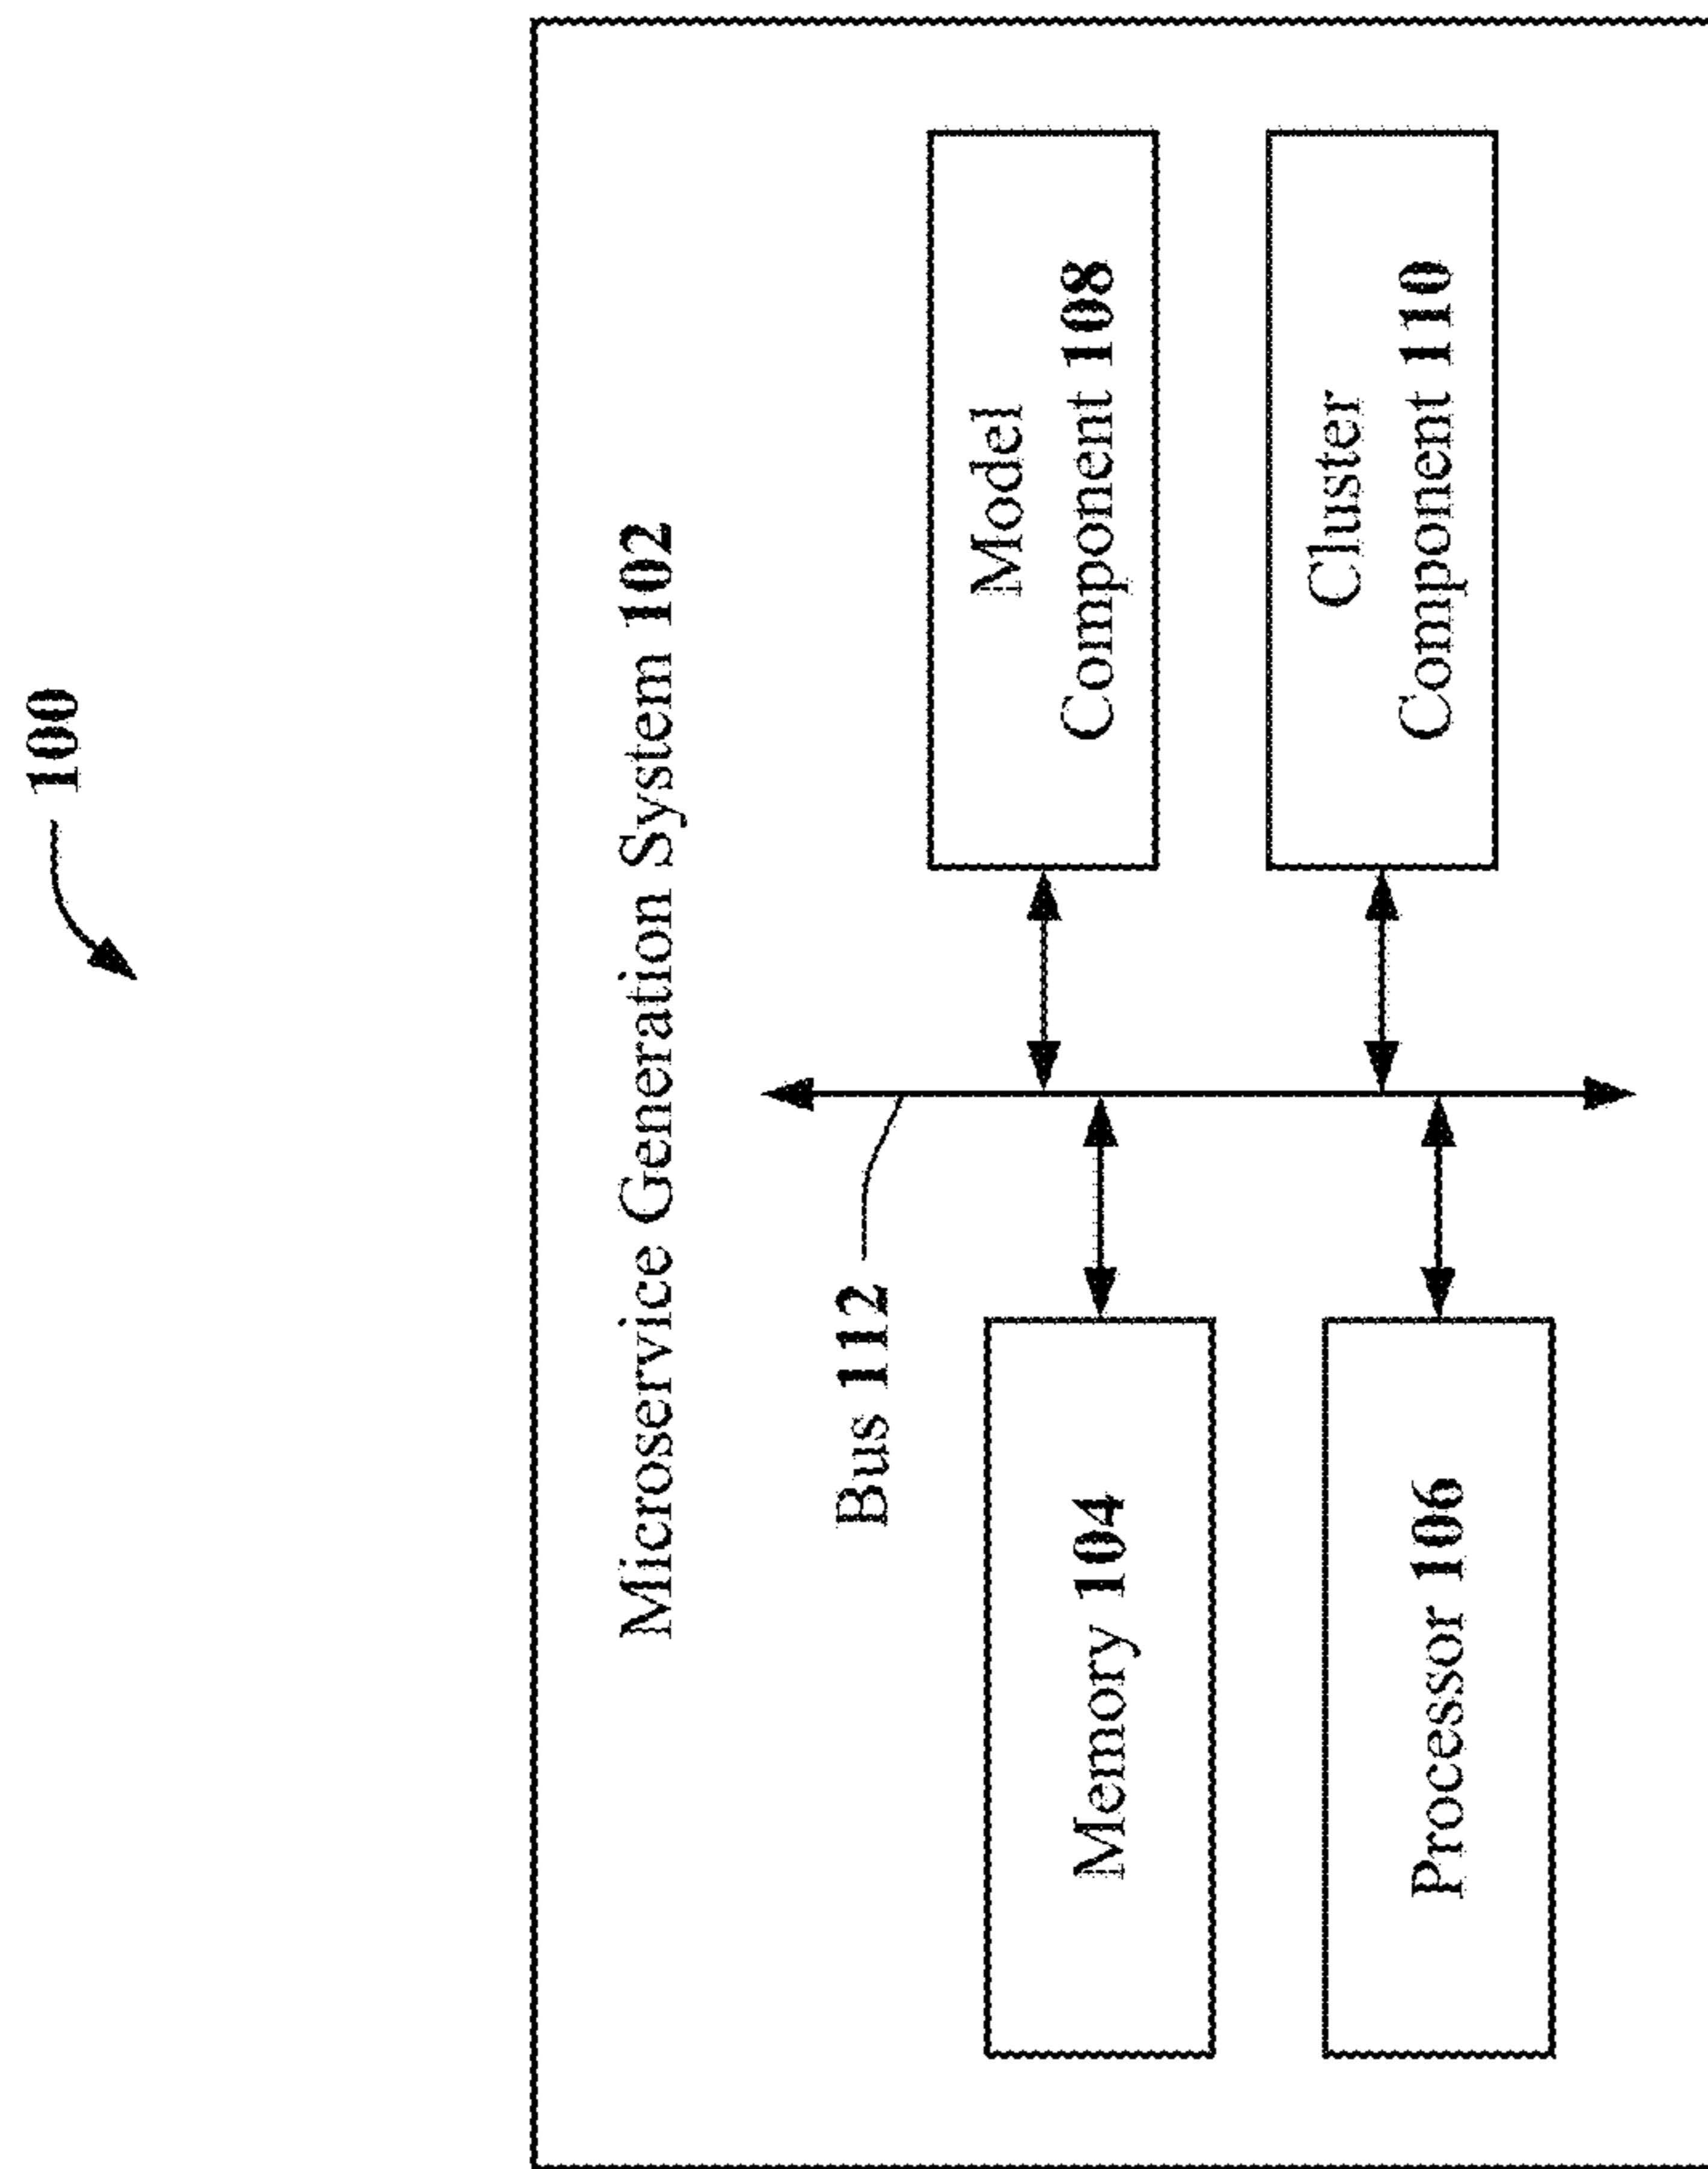 100
Microservice Generation System 102
Bus 112
Memory 104
Model
Component 108
Processor 106
Cluster
Component 110